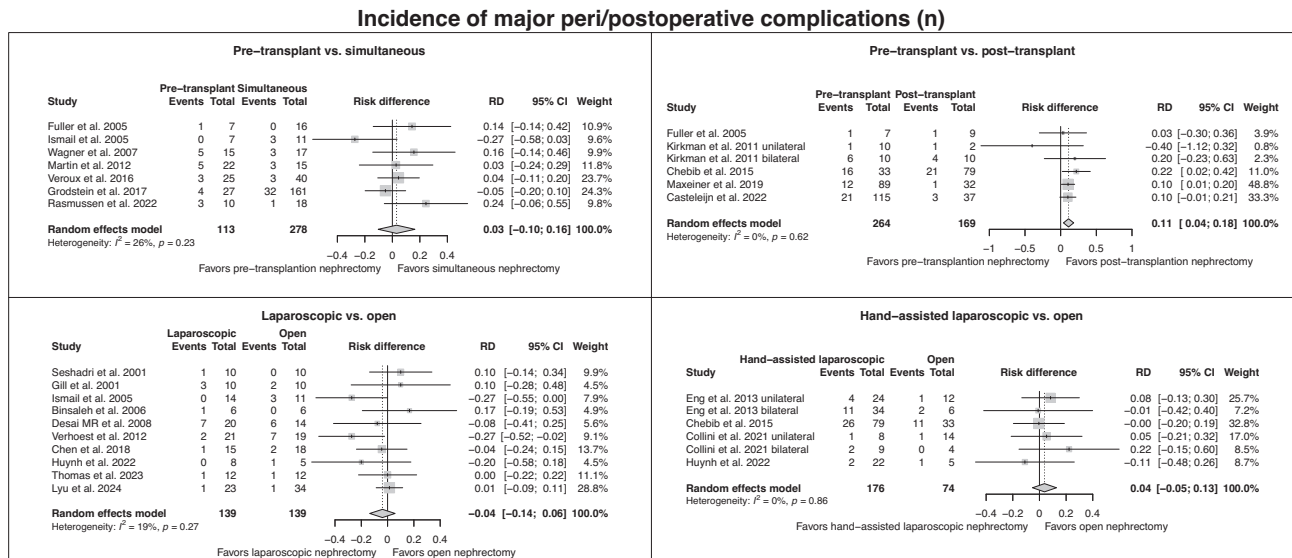 Incidence of major peri/postoperative complications (n)
Pre−transplant vs. simultaneous
Pre−transplant Simultaneous
Study Events Total Events Total Risk difference RD 95% CI Weight
Fuller et al. 2005 1 7 0 16 0.14 [−0.14; 0.42] 10.9%
Ismail et al. 2005 0 7 3 11 −0.27 [−0.58; 0.03] 10.3%
Wagner et al. 2007 5 15 3 17 0.16 [−0.14; 0.46] 9.9%
Martin et al. 2012 5 22 3 15 0.03 [−0.24; 0.29] 11.8%
Veroux et al. 2016 3 25 3 40 0.04 [−0.11; 0.20] 23.7%
Grodstein et al. 2017 4 27 32 161 −0.05 [−0.20; 0.10] 24.3%
Rasmussen et al. 2022 3 10 1 18 0.24 [−0.06; 0.55] 9.8%
Random effects model 113 278 0.03 [−0.10; 0.16] 100.0%
Heterogeneity: I² = 26%, p = 0.23
−0.4 −0.2 0 0.2 0.4
Favors pre−transplantion nephrectomy Favors simultaneous nephrectomy
Pre−transplant vs. post−transplant
Pre−transplant Post−transplant
Study Events Total Events Total Risk difference RD 95% CI Weight
Fuller et al. 2005 1 7 1 9 0.03 [−0.30; 0.36] 3.9%
Kirkman et al. 2011 unilateral 1 10 1 2 −0.40 [−1.12; 0.32] 0.8%
Kirkman et al. 2011 bilateral 6 10 4 10 0.20 [−0.23; 0.63] 2.3%
Chebib et al. 2015 16 33 21 79 0.22 [ 0.02; 0.42] 11.0%
Maxeiner et al. 2019 12 89 1 32 0.10 [ 0.01; 0.20] 48.8%
Casteleijn et al. 2022 21 115 3 37 0.10 [−0.01; 0.21] 33.3%
Random effects model 264 169 0.11 [ 0.04; 0.18] 100.0%
Heterogeneity: I² = 0%, p = 0.62
−1 −0.5 0 0.5 1
Favors pre−transplantion nephrectomy Favors post−transplantion nephrectomy
Laparoscopic vs. open
Laparoscopic Open
Study Events Total Events Total Risk difference RD 95% CI Weight
Seshadri et al. 2001 1 10 0 10 0.10 [−0.14; 0.34] 9.9%
Gill et al. 2001 3 10 2 10 0.10 [−0.28; 0.48] 4.5%
Ismail et al. 2005 0 14 3 11 −0.27 [−0.55; 0.00] 7.9%
Binsaleh et al. 2006 1 6 0 6 0.17 [−0.19; 0.53] 4.9%
Desai MR et al. 2008 7 20 6 14 −0.08 [−0.41; 0.25] 5.8%
Verhoest et al. 2012 2 21 7 19 −0.27 [−0.52; −0.02] 9.1%
Chen et al. 2018 1 15 2 18 −0.04 [−0.24; 0.15] 13.7%
Huynh et al. 2022 0 8 1 5 −0.20 [−0.58; 0.18] 4.5%
Thomas et al. 2023 1 12 1 12 0.00 [−0.22; 0.22] 11.0%
Lyu et al. 2024 1 23 1 34 0.01 [−0.09; 0.11] 28.8%
Random effects model 139 139 −0.04 [−0.14; 0.06] 100.0%
Heterogeneity: I² = 19%, p = 0.27
−0.4 −0.2 0 0.2 0.4
Favors laparoscopic nephrectomy Favors open nephrectomy
Hand−assisted laparoscopic vs. open
Hand−assisted laparoscopic Open
Study Events Total Events Total Risk difference RD 95% CI Weight
Eng et al. 2013 unilateral 4 24 1 12 0.08 [−0.13; 0.30] 25.7%
Eng et al. 2013 bilateral 11 34 2 6 −0.01 [−0.42; 0.40] 7.2%
Chebib et al. 2015 26 79 11 33 −0.00 [−0.20; 0.19] 32.8%
Collini et al. 2021 unilateral 1 8 1 14 0.05 [−0.21; 0.32] 17.0%
Collini et al. 2021 bilateral 2 9 0 4 0.22 [−0.15; 0.60] 8.5%
Huynh et al. 2022 2 22 1 5 −0.11 [−0.48; 0.26] 8.7%
Random effects model 176 74 0.04 [−0.05; 0.13] 100.0%
Heterogeneity: I² = 0%, p = 0.86
−0.4 −0.2 0 0.2 0.4
Favors hand−assisted laparoscopic nephrectomy Favors open nephrectomy